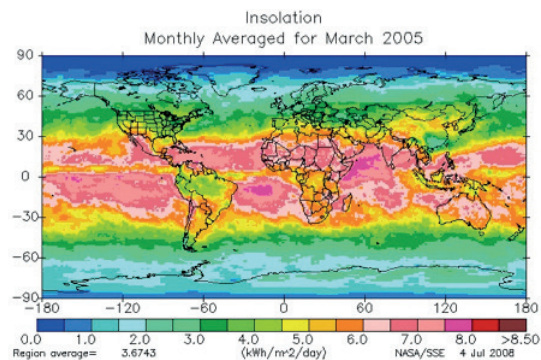 Insolation
Monthly Averaged for March 2005
90
60
30
0
−30
−60
−90
−180 −120 −60 0 60 120 180
0.0 1.0 2.0 3.0 4.0 5.0 6.0 7.0 8.0 >8.50
Region average= 3.6743 (kWh/m^2/day) NASA/SSE 4 Jul 2006